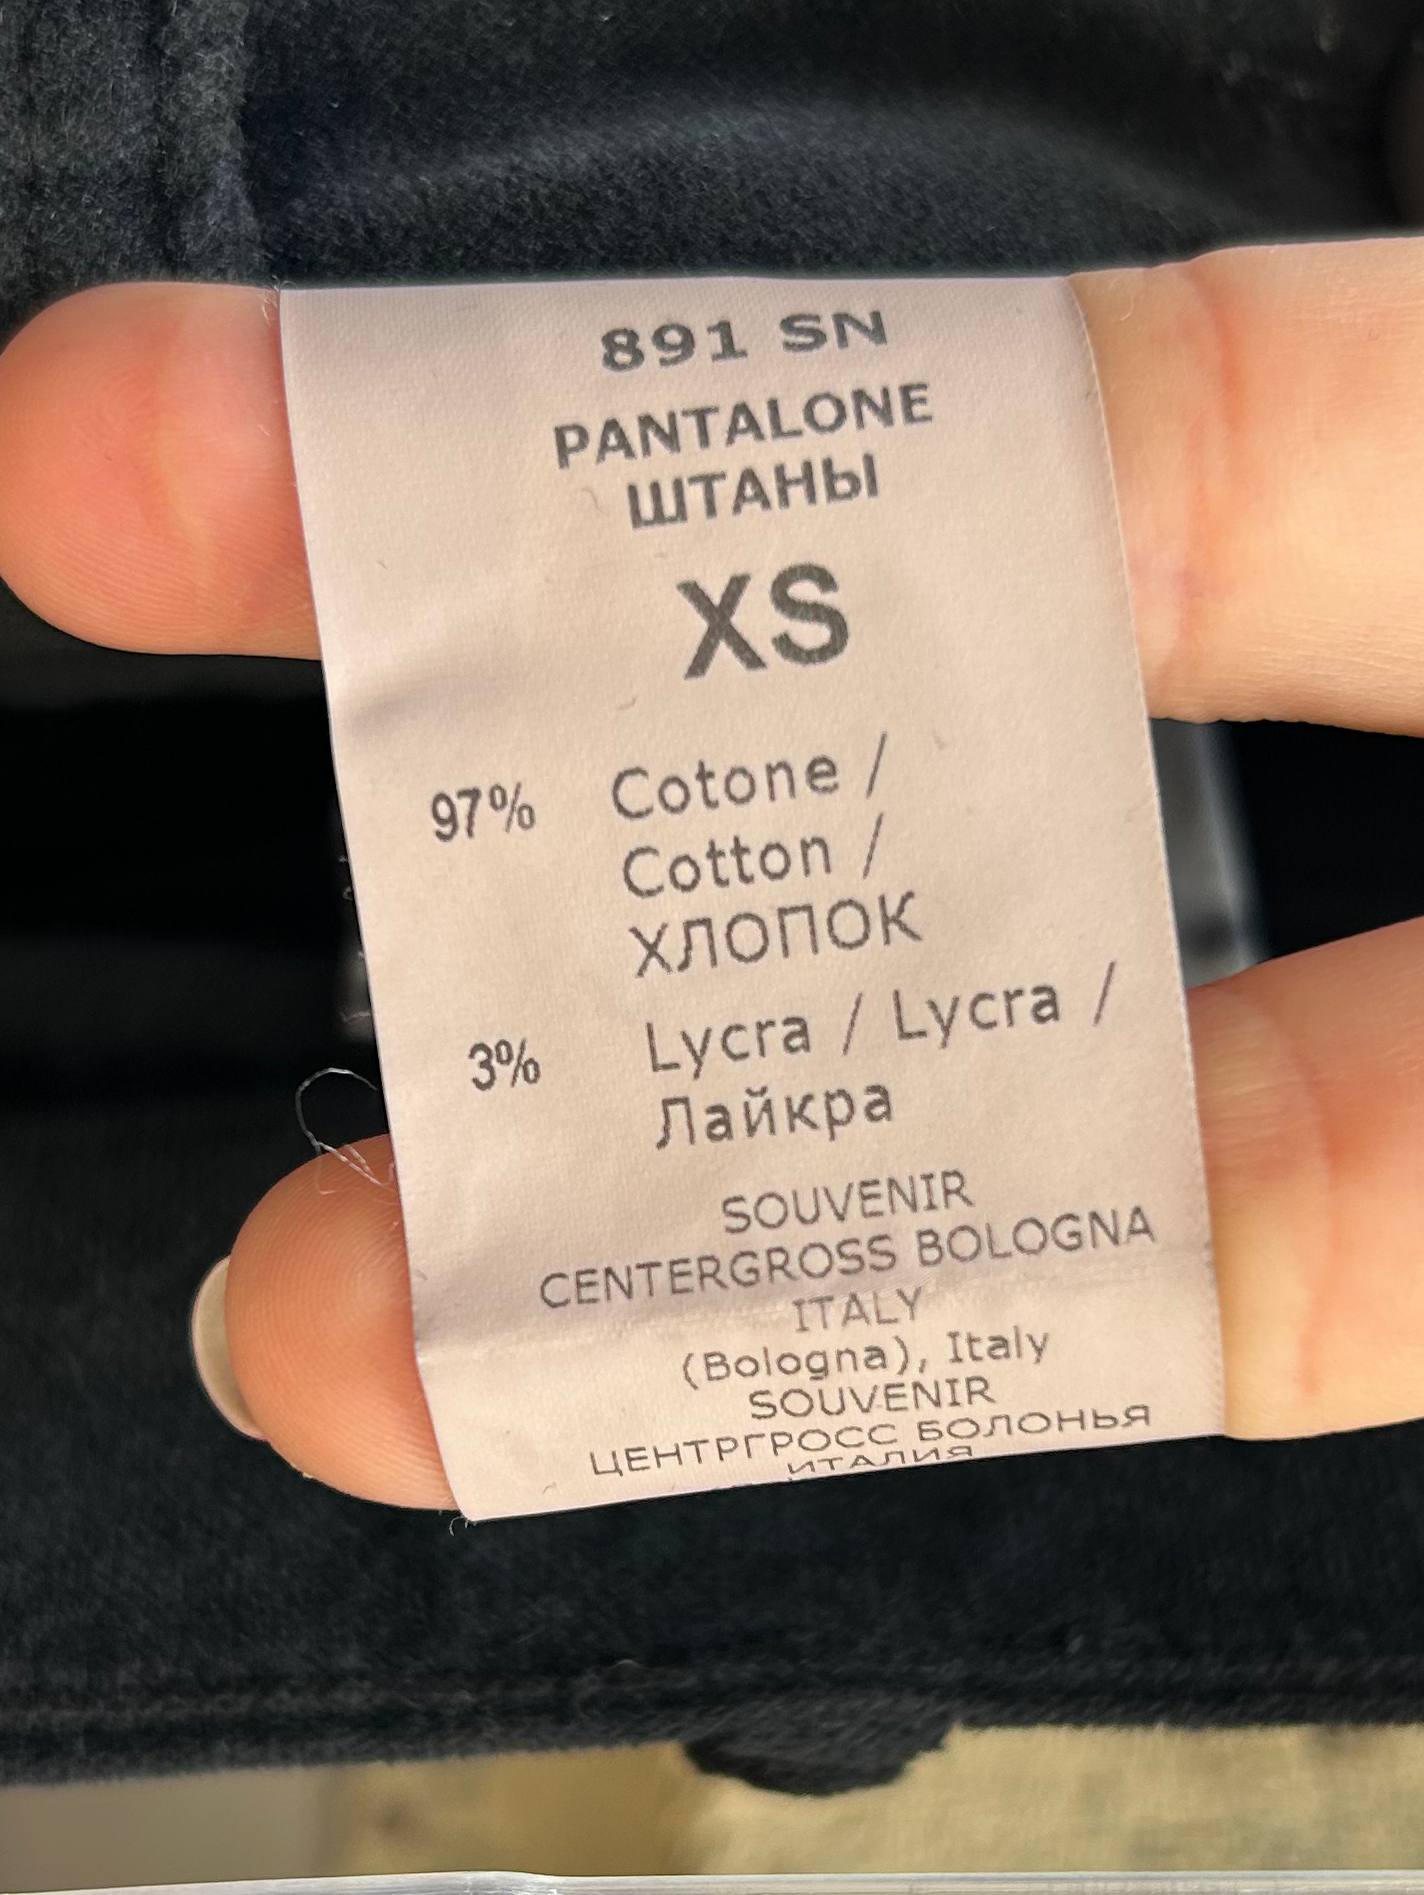 891 SN
PANTALONE
ШТАНЫ
XS
97% Cotone /
Cotton /
ХЛОПОК
3% Lycra / Lycra /
Лайкра
SOUVENIR
CENTERGROSS BOLOGNA
ITALY
(Bologna), Italy
SOUVENIR
ЦЕНТРГРОСС БОЛОНЬЯ
ИТАЛИЯ